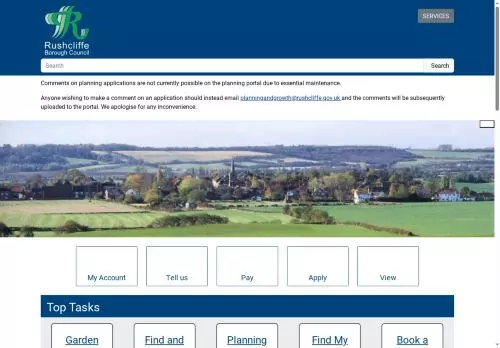 SERVICES
Rushcliffe
Borough Council
Search
Search
Comments on planning applications are not currently possible on the planning portal due to essential maintenance.
Anyone wishing to make a comment on an application should instead email planningandgrowth@rushcliffe.gov.uk and the comments will be subsequently
uploaded to the portal. We apologise for any inconvenience.
My Account Tell us Pay Apply View
Top Tasks
Garden Find and Planning Find My Book a